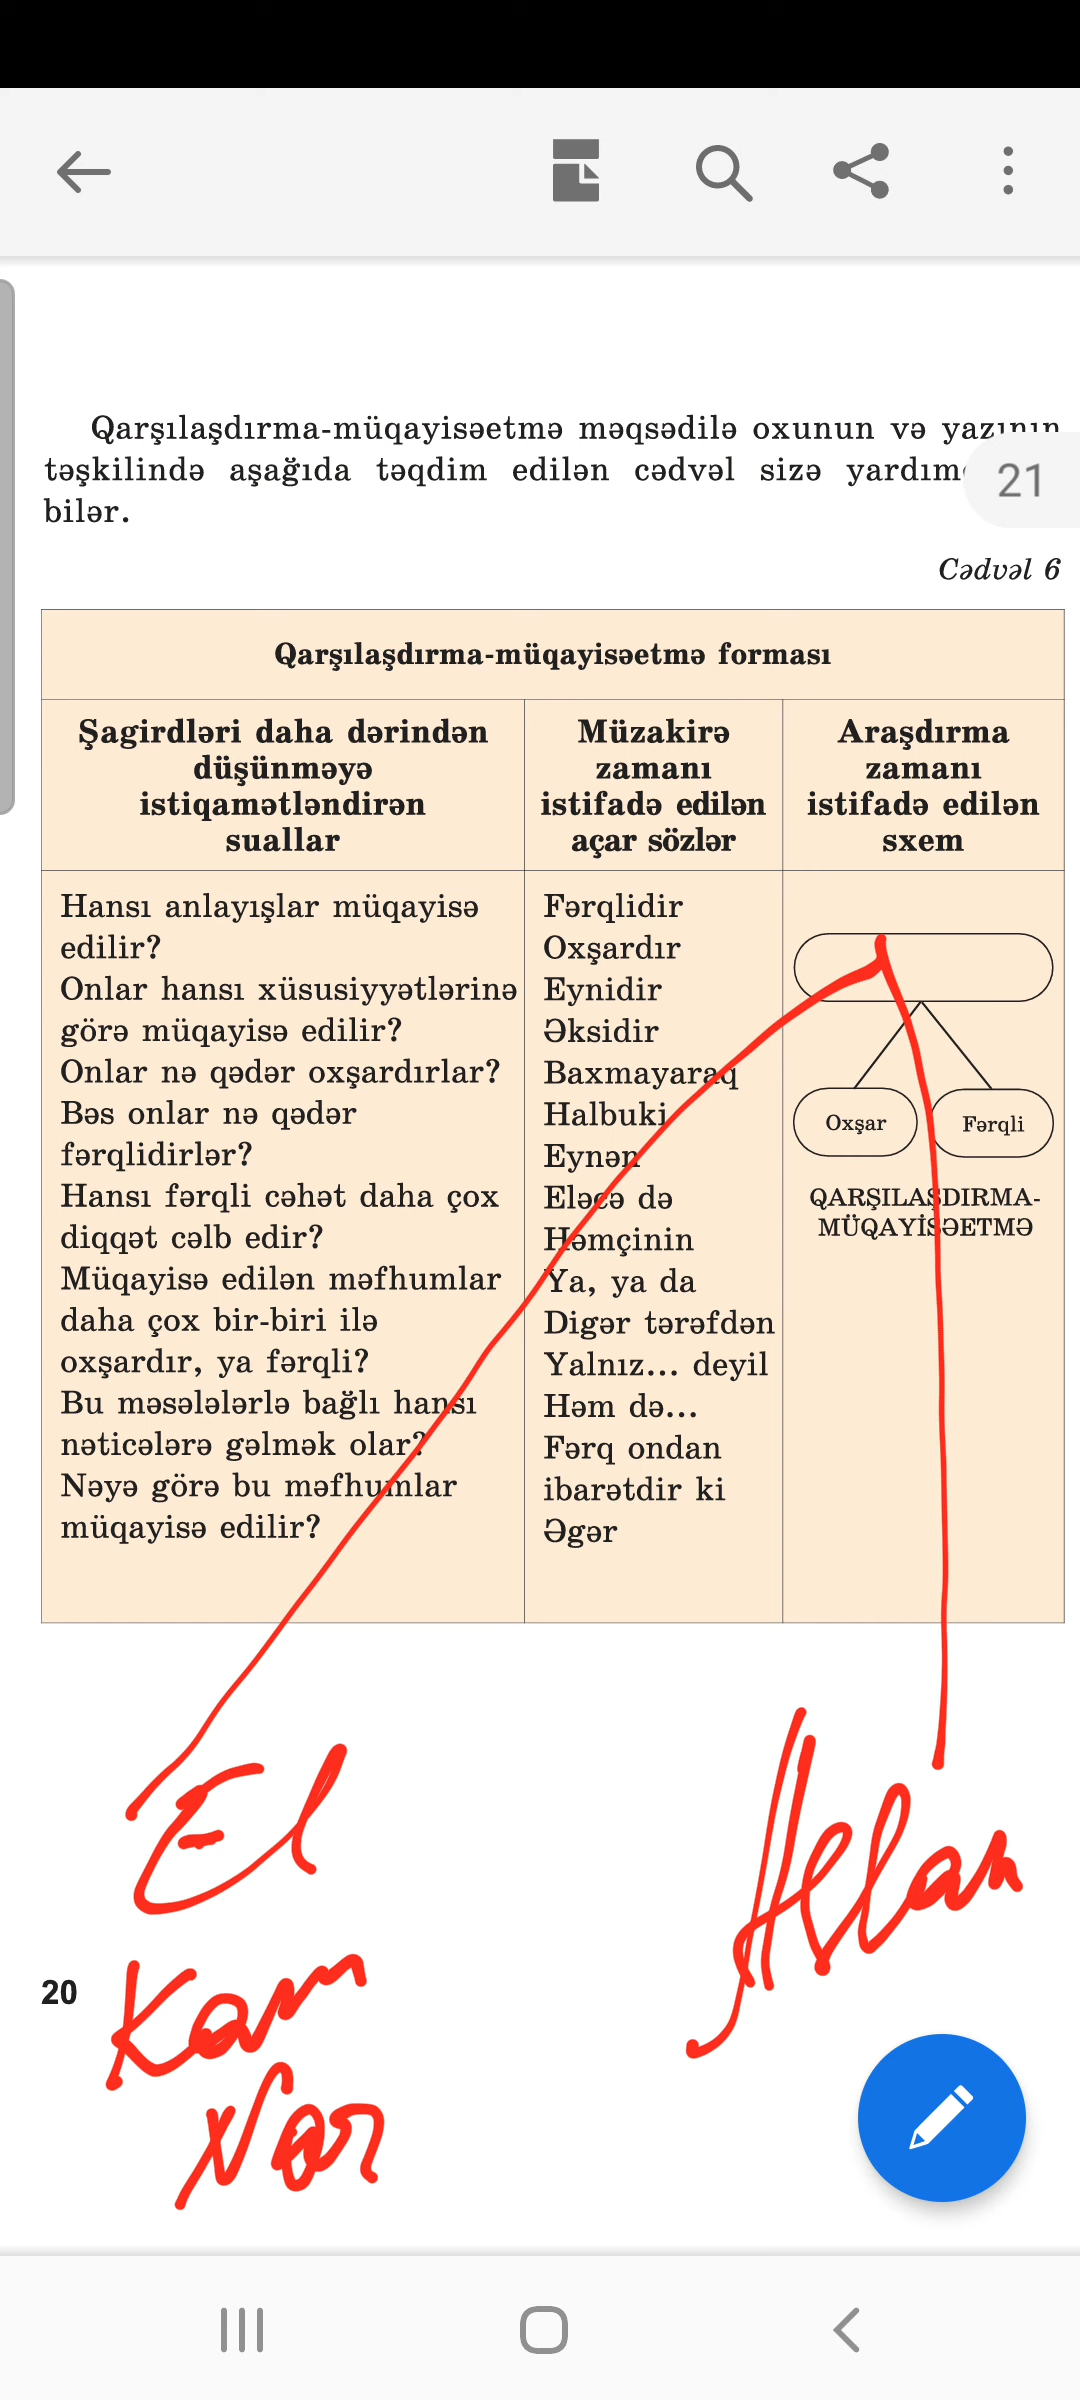 Qarşılaşdırma-müqayisəetmə məqsədilə oxunun və yazının
təşkilində aşağıda təqdim edilən cədvəl sizə
21
bilər.
Cədvəl 6
Qarşılaşdırma-müqayisəetmə forması
Şagirdləri daha dərindən
düşünməyə
istiqamətləndirən
suallar
Müzakirə
zamanı
istifadə edilən
açar sözlər
Araşdırma
zamanı
istifadə edilən
sxem
Hansı anlayışlar müqayisə
edilir?
Onlar hansı xüsusiyyətlərinə
görə müqayisə edilir?
Onlar nə qədər oxşardırlar?
Bəs onlar nə qədər
fərqlidirlər?
Hansı fərqli cəhət daha çox
diqqət cəlb edir?
Müqayisə edilən məfhumlar
daha çox bir-biri ilə
oxşardır, ya fərqli?
Bu məsələlərlə bağlı hansı
nəticələrə gəlmək olar?
Nəyə görə bu məfhumlar
müqayisə edilir?
Fərqlidir
Oxşardır
Eynidir
Əksidir
Baxmayaraq
Halbuki
Eynən
Eləcə də
Həmçinin
Ya, ya da
Digər tərəfdən
Yalnız... deyil
Həm də...
Fərq ondan
ibarətdir ki
Əgər
Oxşar
Fərqli
QARŞILAŞDIRMA-
MÜQAYİSƏETMƏ
El
20